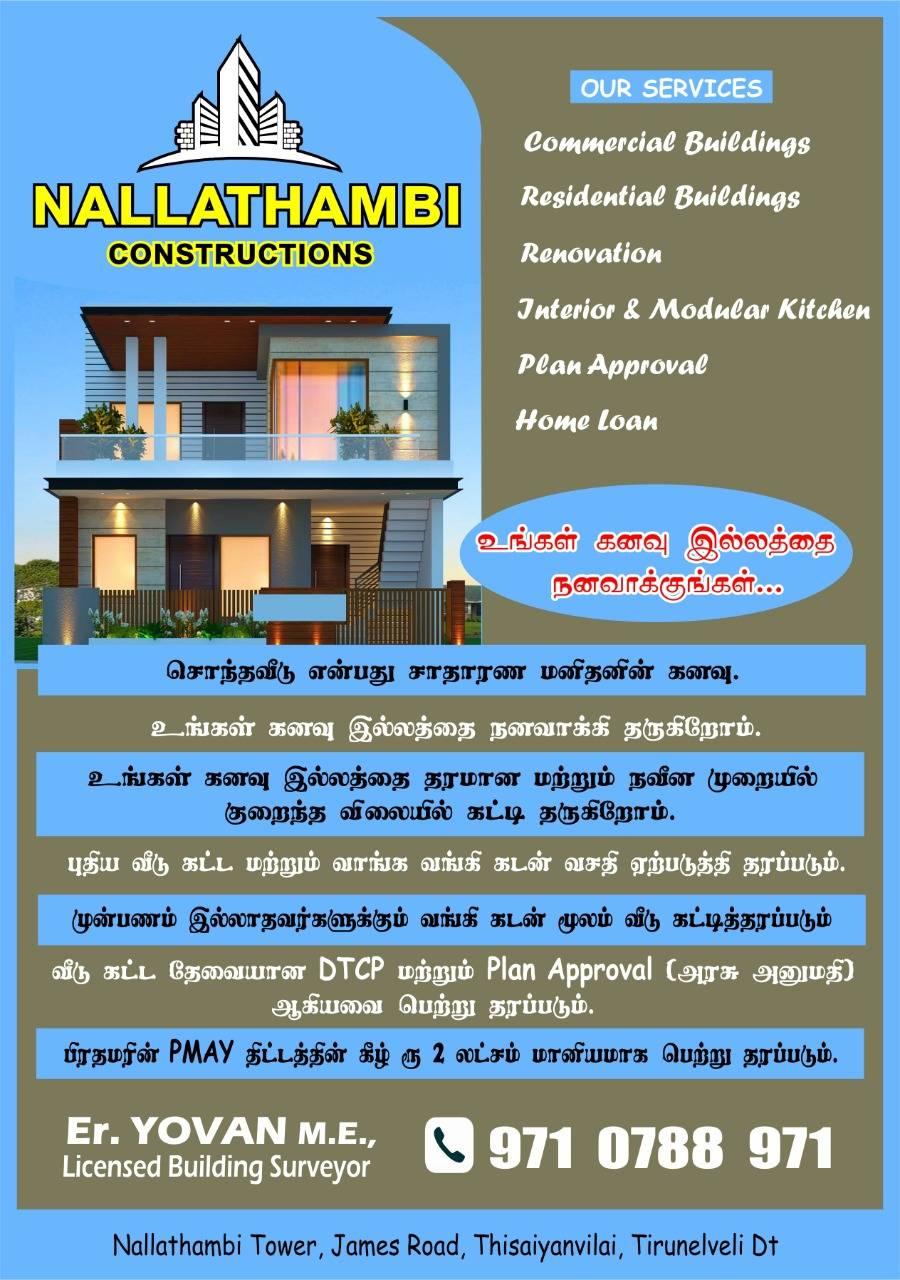 NALLATHAMBI
CONSTRUCTIONS
OUR SERVICES
Commercial Buildings
Residential Buildings
Renovation
Interior & Modular Kitchen
Plan Approval
Home Loan
உங்கள் கனவு இல்லத்தை
நனவாக்குங்கள்...
சொந்தவீடு என்பது சாதாரண மனிதனின் கனவு.
உங்கள் கனவு இல்லத்தை நனவாக்கி தருகிறோம்.
உங்கள் கனவு இல்லத்தை தரமான மற்றும் நவீன முறையில்
குறைந்த விலையில் கட்டி தருகிறோம்.
புதிய வீடு கட்ட மற்றும் வாங்க வங்கி கடன் வசதி ஏற்படுத்தி தரப்படும்.
முன்பணம் இல்லாதவர்களுக்கும் வங்கி கடன் மூலம் வீடு கட்டித்தரப்படும்
வீடு கட்ட தேவையான DTCP மற்றும் Plan Approval (அரசு அனுமதி)
ஆகியவை பெற்று தரப்படும்.
பிரதமரின் PMAY திட்டத்தின் கீழ் ரூ 2 லட்சம் மானியமாக பெற்று தரப்படும்.
Er. YOVAN M.E.,
Licensed Building Surveyor
971 0788 971
Nallathambi Tower, James Road, Thisaiyanvilai, Tirunelveli Dt